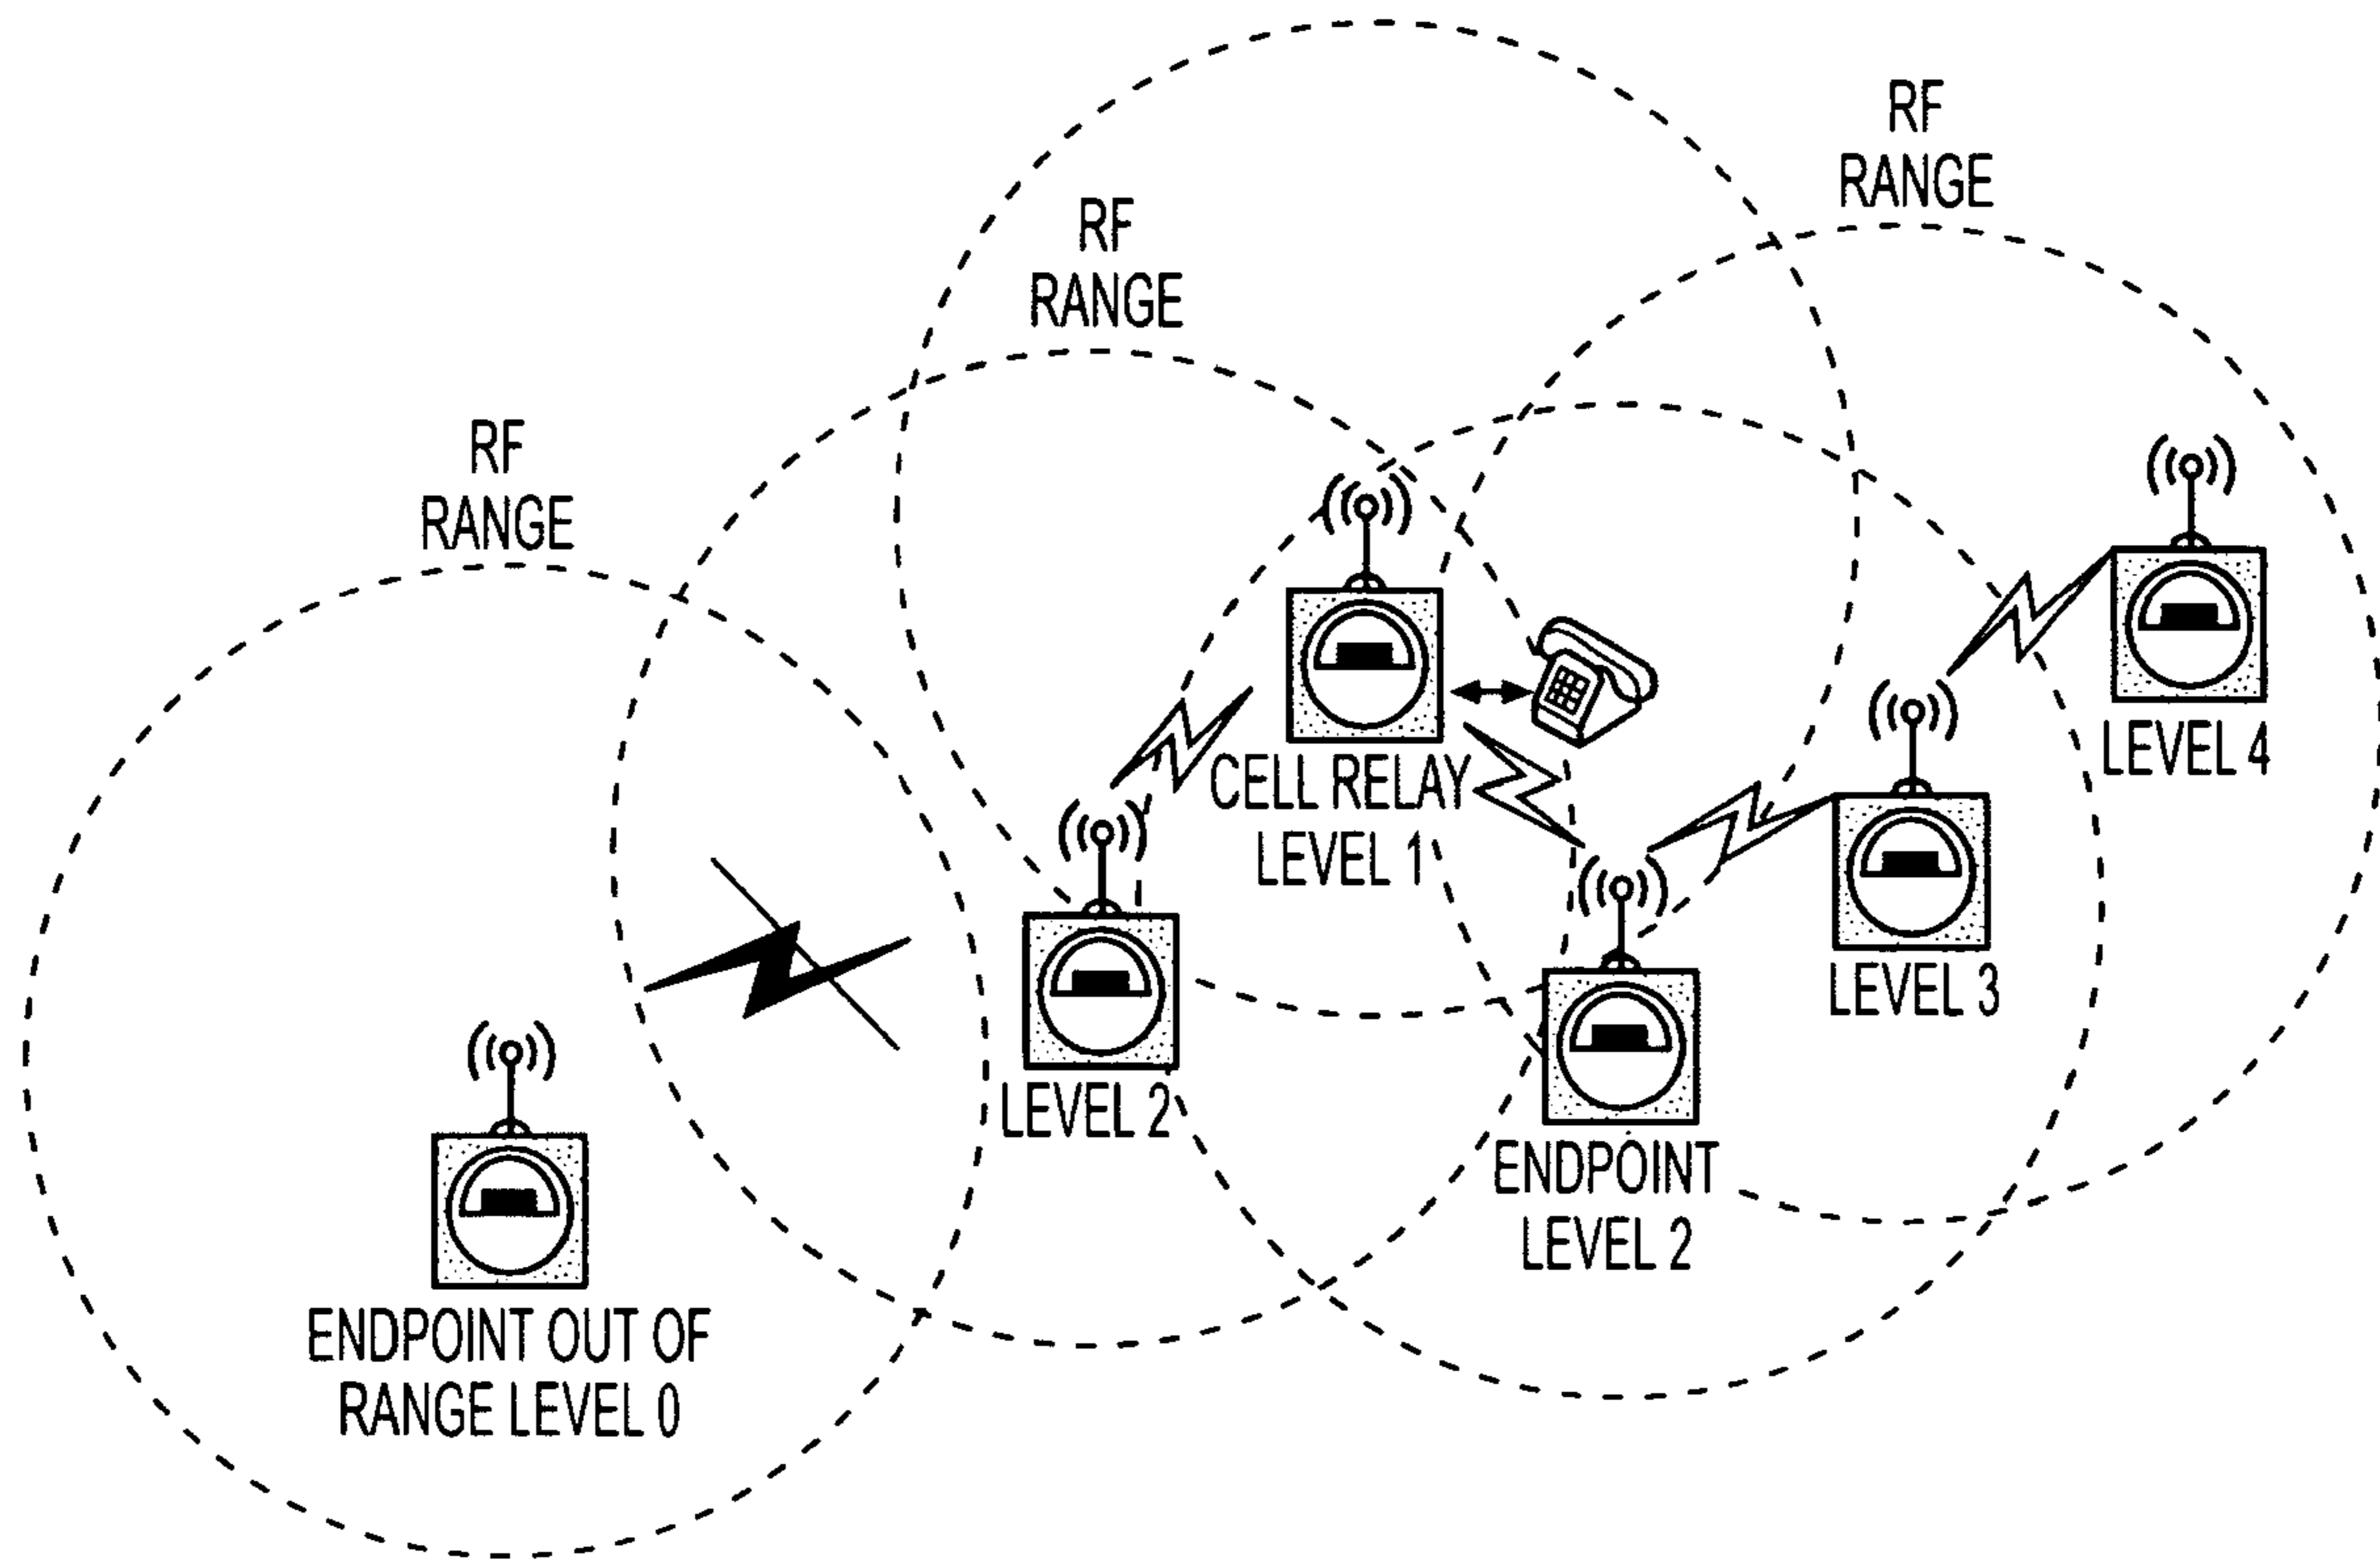 RF
RANGE
RF
RANGE
RF
RANGE
LEVEL 4
CELL RELAY
LEVEL 1
LEVEL 3
LEVEL 2
ENDPOINT
LEVEL 2
ENDPOINT OUT OF
RANGE LEVEL 0